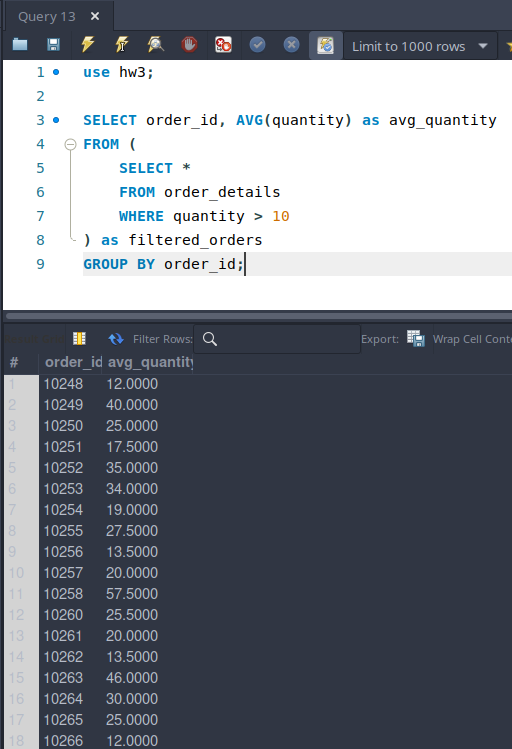 Query 13
Limit to 1000 rows
1 use hw3;
2
3 SELECT order_id, AVG(quantity) as avg_quantity
4 FROM (
5 SELECT *
6 FROM order_details
7 WHERE quantity > 10
8 ) as filtered_orders
9 GROUP BY order_id;
Filter Rows: Export: Wrap Cell Conte
# order_id avg_quantity
1 10248 12.0000
2 10249 40.0000
3 10250 25.0000
4 10251 17.5000
5 10252 35.0000
6 10253 34.0000
7 10254 19.0000
8 10255 27.5000
9 10256 13.5000
10 10257 20.0000
11 10258 57.5000
12 10260 25.5000
13 10261 20.0000
14 10262 13.5000
15 10263 46.0000
16 10264 30.0000
17 10265 25.0000
18 10266 12.0000